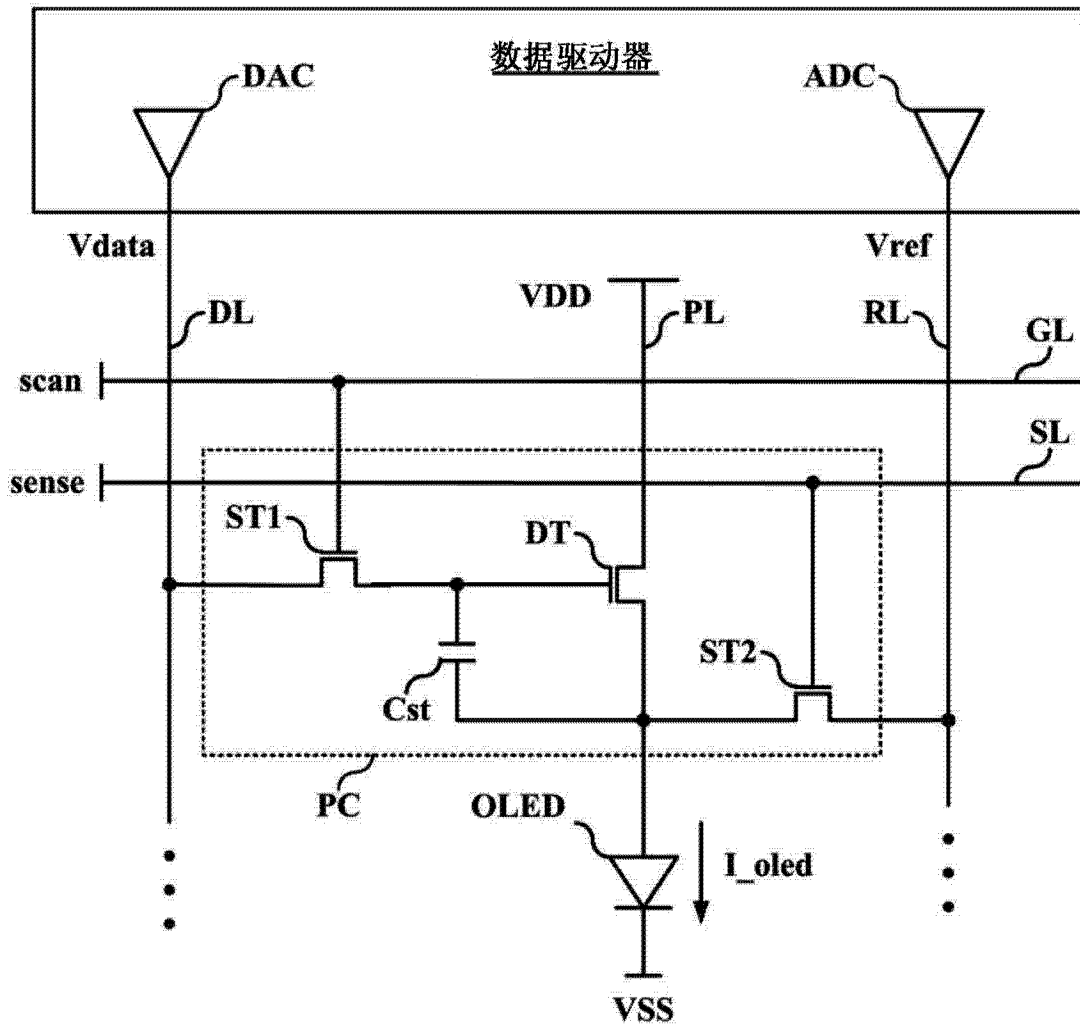 数据驱动器
DAC
ADC
Vdata
Vref
VDD
DL
PL
RL
GL
scan
SL
sense
ST1
DT
ST2
Cst
PC
OLED
I_oled
VSS